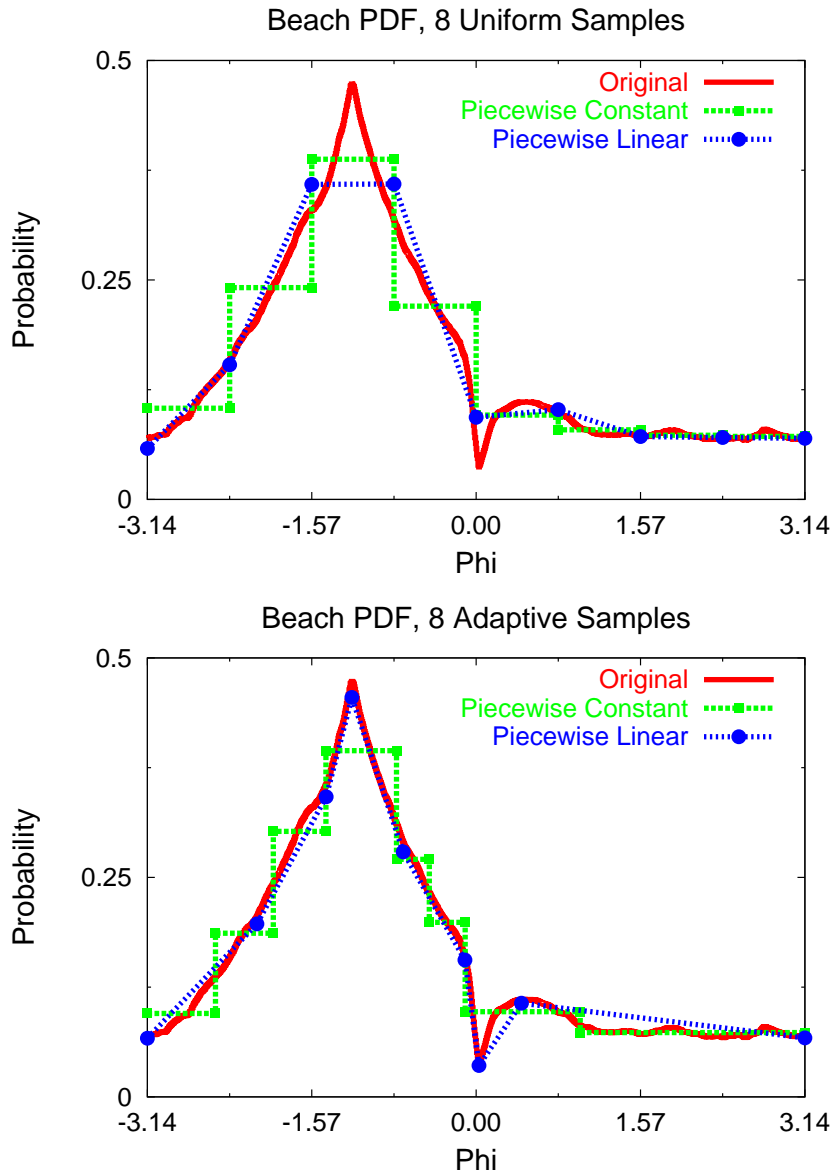 Beach PDF, 8 Uniform Samples
0.5
Original
Piecewise Constant
Piecewise Linear
Probability
0.25
0
-3.14
-1.57
0.00
1.57
3.14
Phi
Beach PDF, 8 Adaptive Samples
0.5
Original
Piecewise Constant
Piecewise Linear
Probability
0.25
0
-3.14
-1.57
0.00
1.57
3.14
Phi